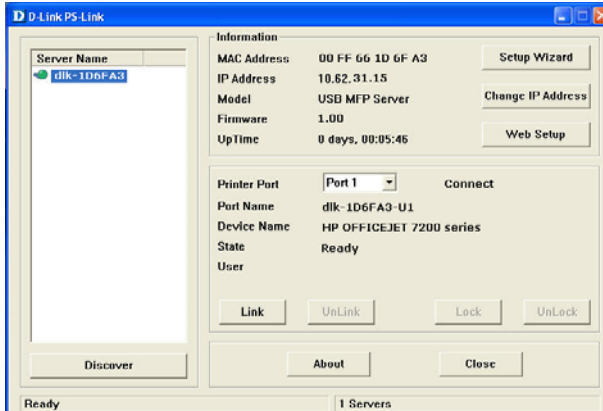 D-Link PS-Link
Server Name
dlk-1D6FA3
Discover
Information
MAC Address 00 FF 66 1D 6F A3
IP Address 10.62.31.15
Model USB MFP Server
Firmware 1.00
UpTime 0 days, 00:05:46
Setup Wizard
Change IP Address
Web Setup
Printer Port Port 1 Connect
Port Name dlk-1D6FA3-U1
Device Name HP OFFICEJET 7200 series
State Ready
User
Link UnLink Lock UnLock
About Close
Ready 1 Servers